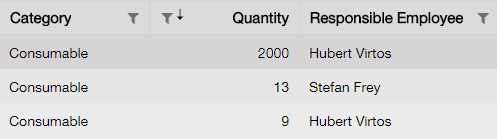 Category Quantity Responsible Employee
Consumable 2000 Hubert Virtos
Consumable 13 Stefan Frey
Consumable 9 Hubert Virtos